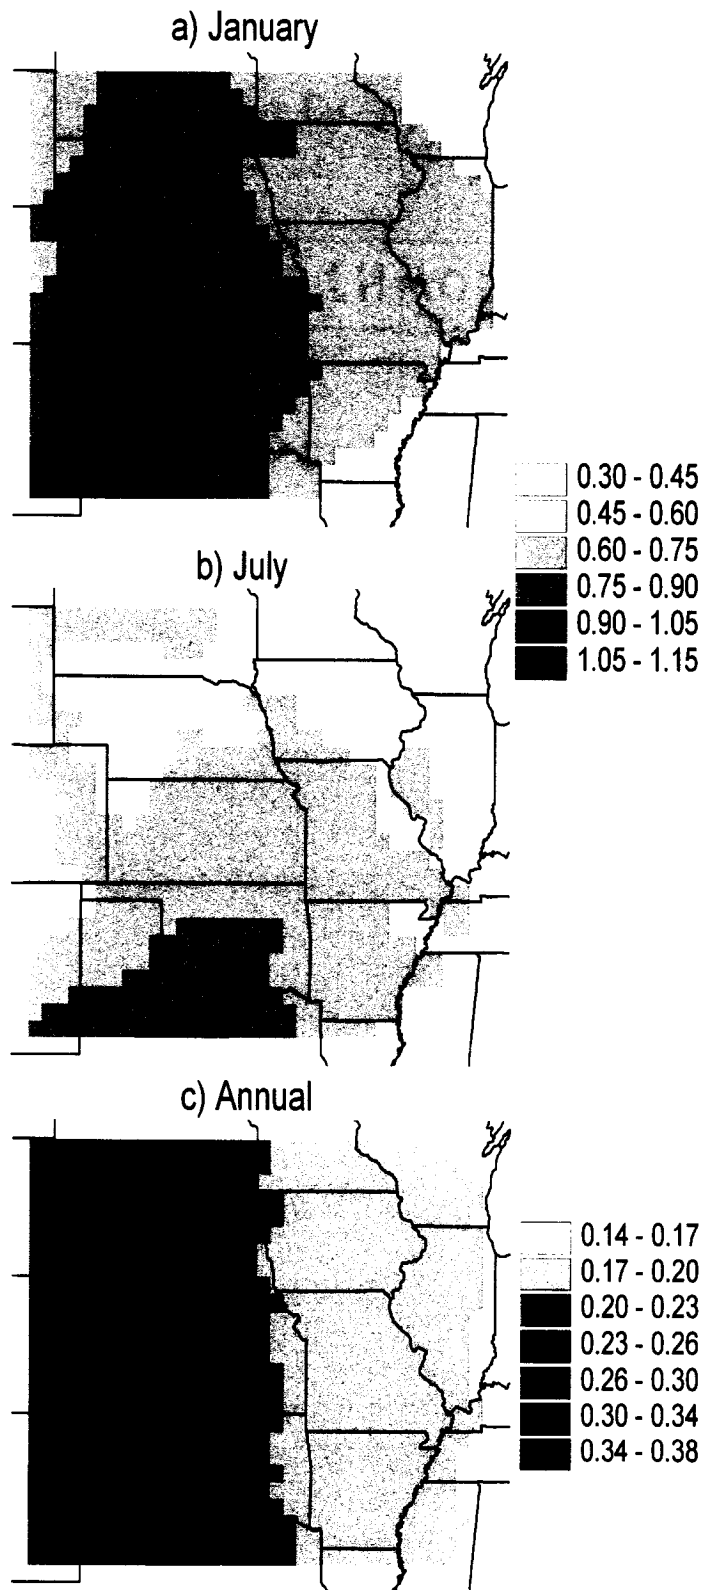 a) January
0.30 - 0.45
0.45 - 0.60
0.60 - 0.75
0.75 - 0.90
0.90 - 1.05
1.05 - 1.15
b) July
c) Annual
0.14 - 0.17
0.17 - 0.20
0.20 - 0.23
0.23 - 0.26
0.26 - 0.30
0.30 - 0.34
0.34 - 0.38